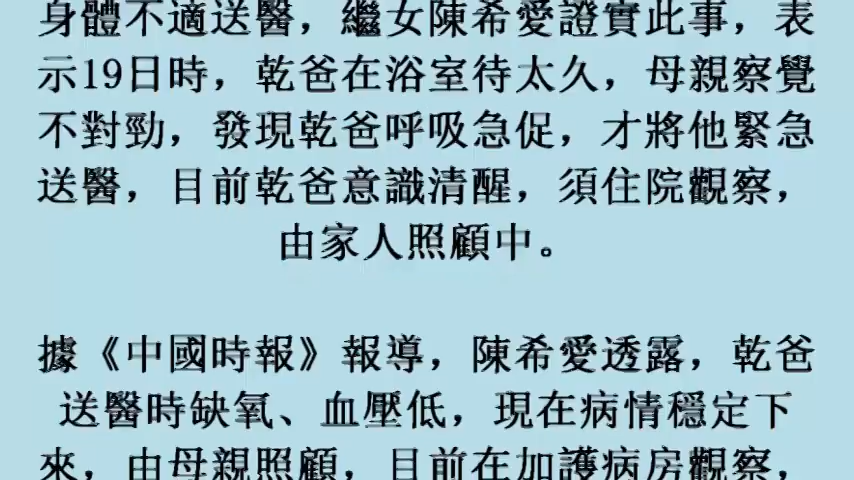 身體不適送醫，繼女陳希愛證實此事，表
示19日時，乾爸在浴室待太久，母親察覺
不對勁，發現乾爸呼吸急促，才將他緊急
送醫，目前乾爸意識清醒，須住院觀察，
由家人照顧中。
據《中國時報》報導，陳希愛透露，乾爸
送醫時缺氧、血壓低，現在病情穩定下
來，由母親照顧，目前在加護病房觀察，